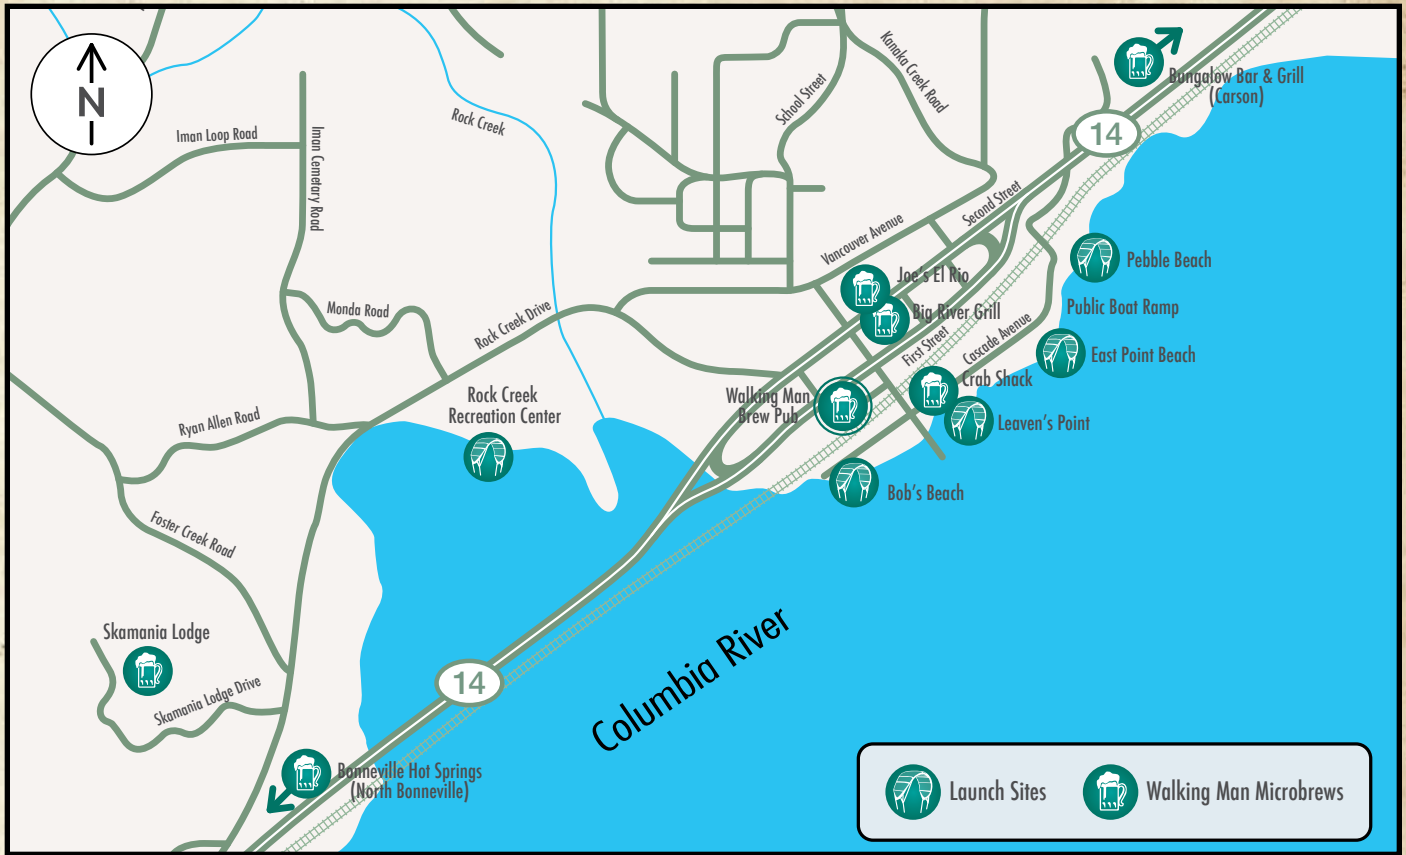 N
Iman Loop Road
Iman Cemetary Road
Rock Creek
School Street
Kanaka Creek Road
Bungalow Bar & Grill
(Carson)
14
Second Street
Vancouver Avenue
Joe's El Rio
Big River Grill
Pebble Beach
Public Boat Ramp
East Point Beach
First Street
Cascade Avenue
Crab Shack
Leaven's Point
Monda Road
Rock Creek Drive
Rock Creek
Recreation Center
Walking Man
Brew Pub
Bob's Beach
Ryan Allen Road
Foster Creek Road
Skamania Lodge
Skamania Lodge Drive
14
Columbia River
Bonneville Hot Springs
(North Bonneville)
Launch Sites
Walking Man Microbrews